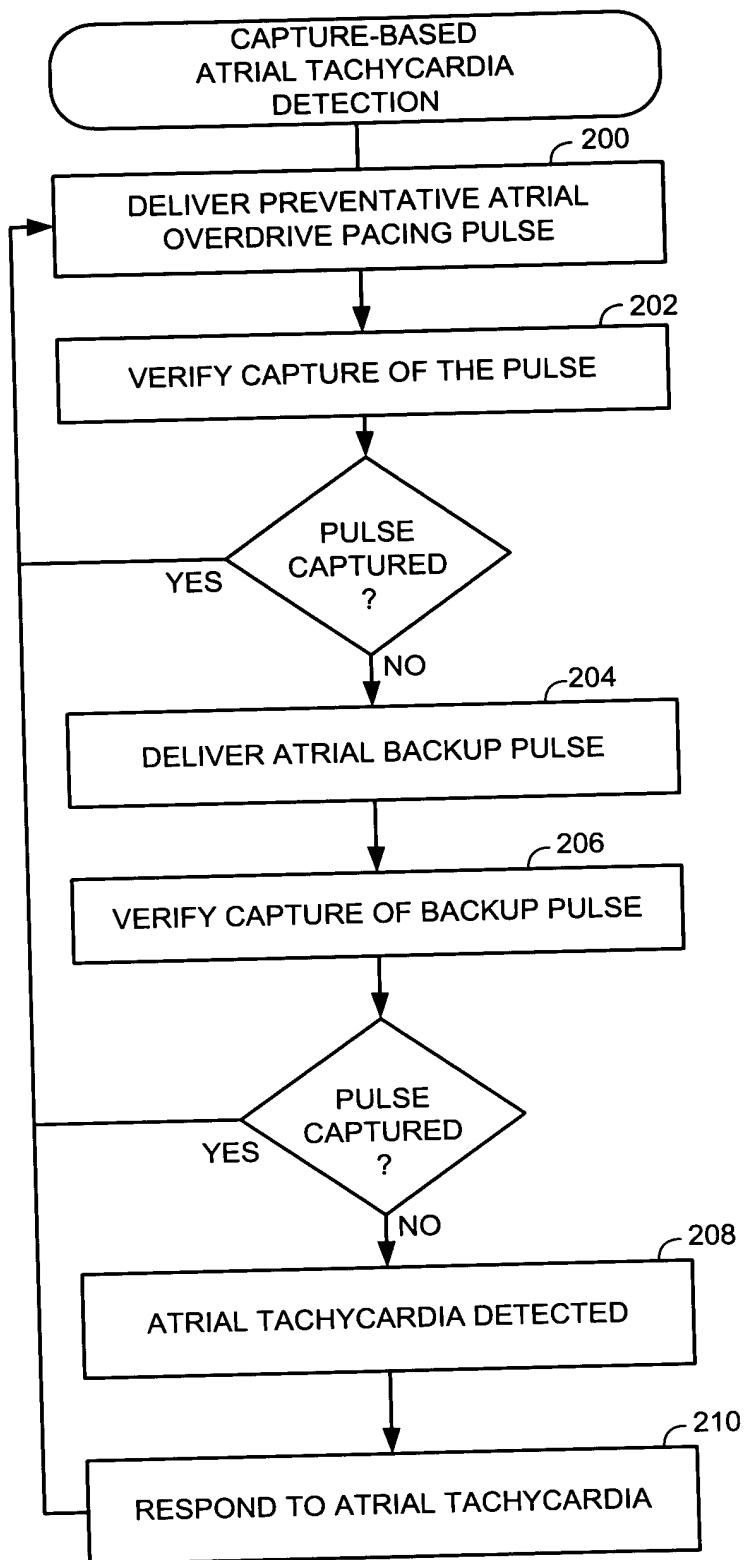 CAPTURE-BASED
ATRIAL TACHYCARDIA
DETECTION
200
DELIVER PREVENTATIVE ATRIAL
OVERDRIVE PACING PULSE
202
VERIFY CAPTURE OF THE PULSE
PULSE
CAPTURED
?
YES
NO
204
DELIVER ATRIAL BACKUP PULSE
206
VERIFY CAPTURE OF BACKUP PULSE
PULSE
CAPTURED
?
YES
NO
208
ATRIAL TACHYCARDIA DETECTED
210
RESPOND TO ATRIAL TACHYCARDIA